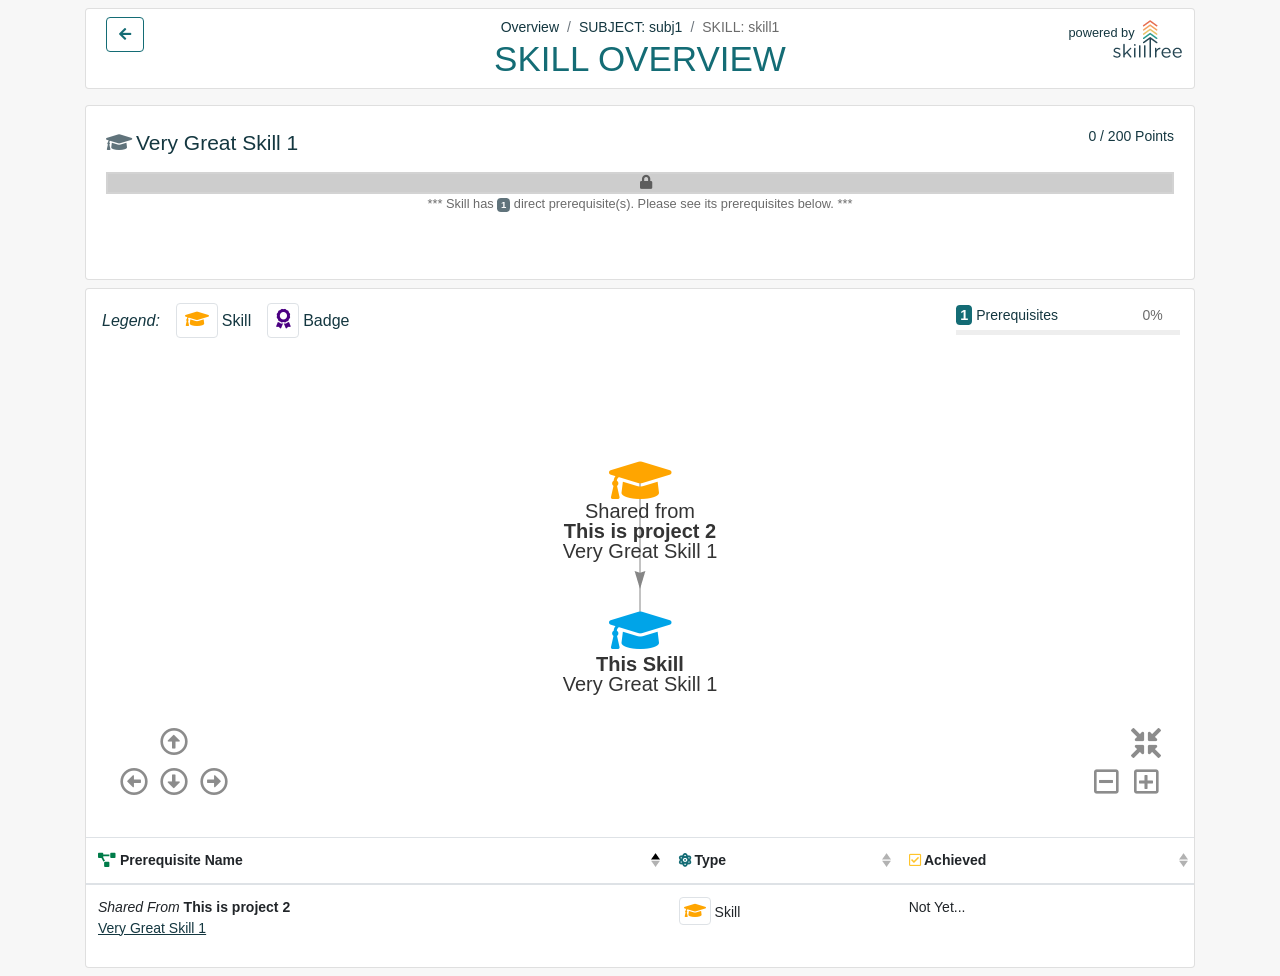 Overview / SUBJECT: subj1 / SKILL: skill1
SKILL OVERVIEW
powered by
skilltree
Very Great Skill 1
0 / 200 Points
*** Skill has 1 direct prerequisite(s). Please see its prerequisites below. ***
Legend: Skill Badge
1 Prerequisites 0%
Shared from
This is project 2
Very Great Skill 1
This Skill
Very Great Skill 1
Prerequisite Name Type Achieved
Shared From This is project 2
Very Great Skill 1
Skill
Not Yet...